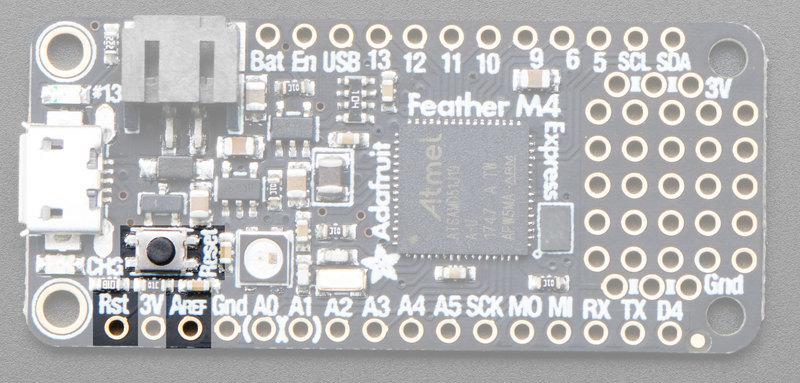 Bat En USB 13 12 11 10 9 6 5 SCL SDA
3V
#13
Feather M4
Express
Adafruit
Atmel
Reset
CHG
Gnd
Rst 3V AREF Gnd A0 A1 A2 A3 A4 A5 SCK MO MI RX TX D4